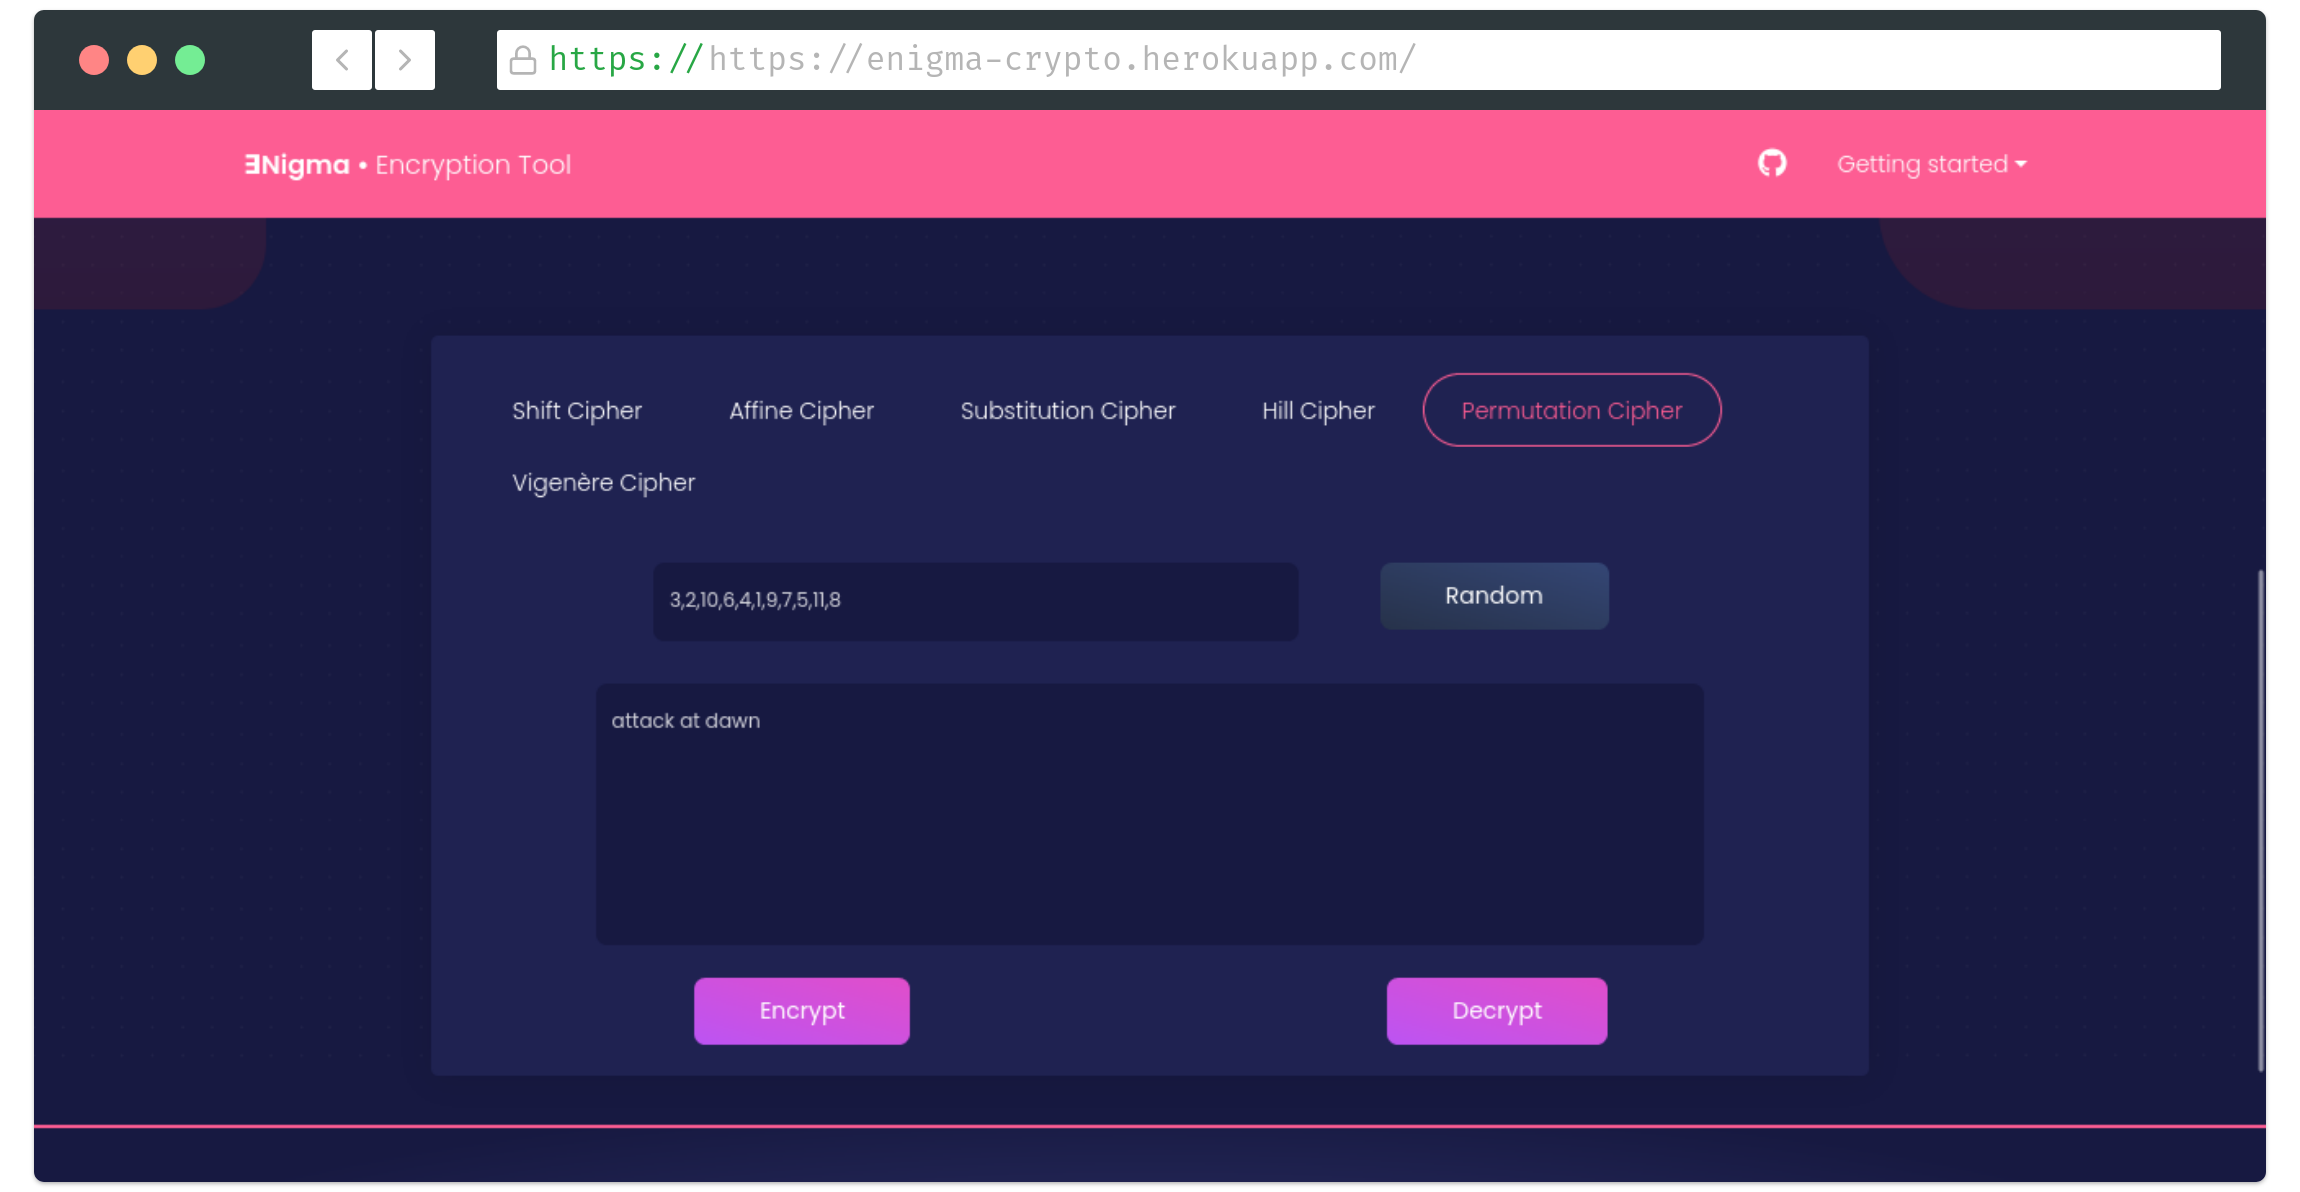 https://https://enigma-crypto.herokuapp.com/
ƎNigma • Encryption Tool
Getting started
Shift Cipher
Affine Cipher
Substitution Cipher
Hill Cipher
Permutation Cipher
Vigenère Cipher
3,2,10,6,4,1,9,7,5,11,8
Random
attack at dawn
Encrypt
Decrypt